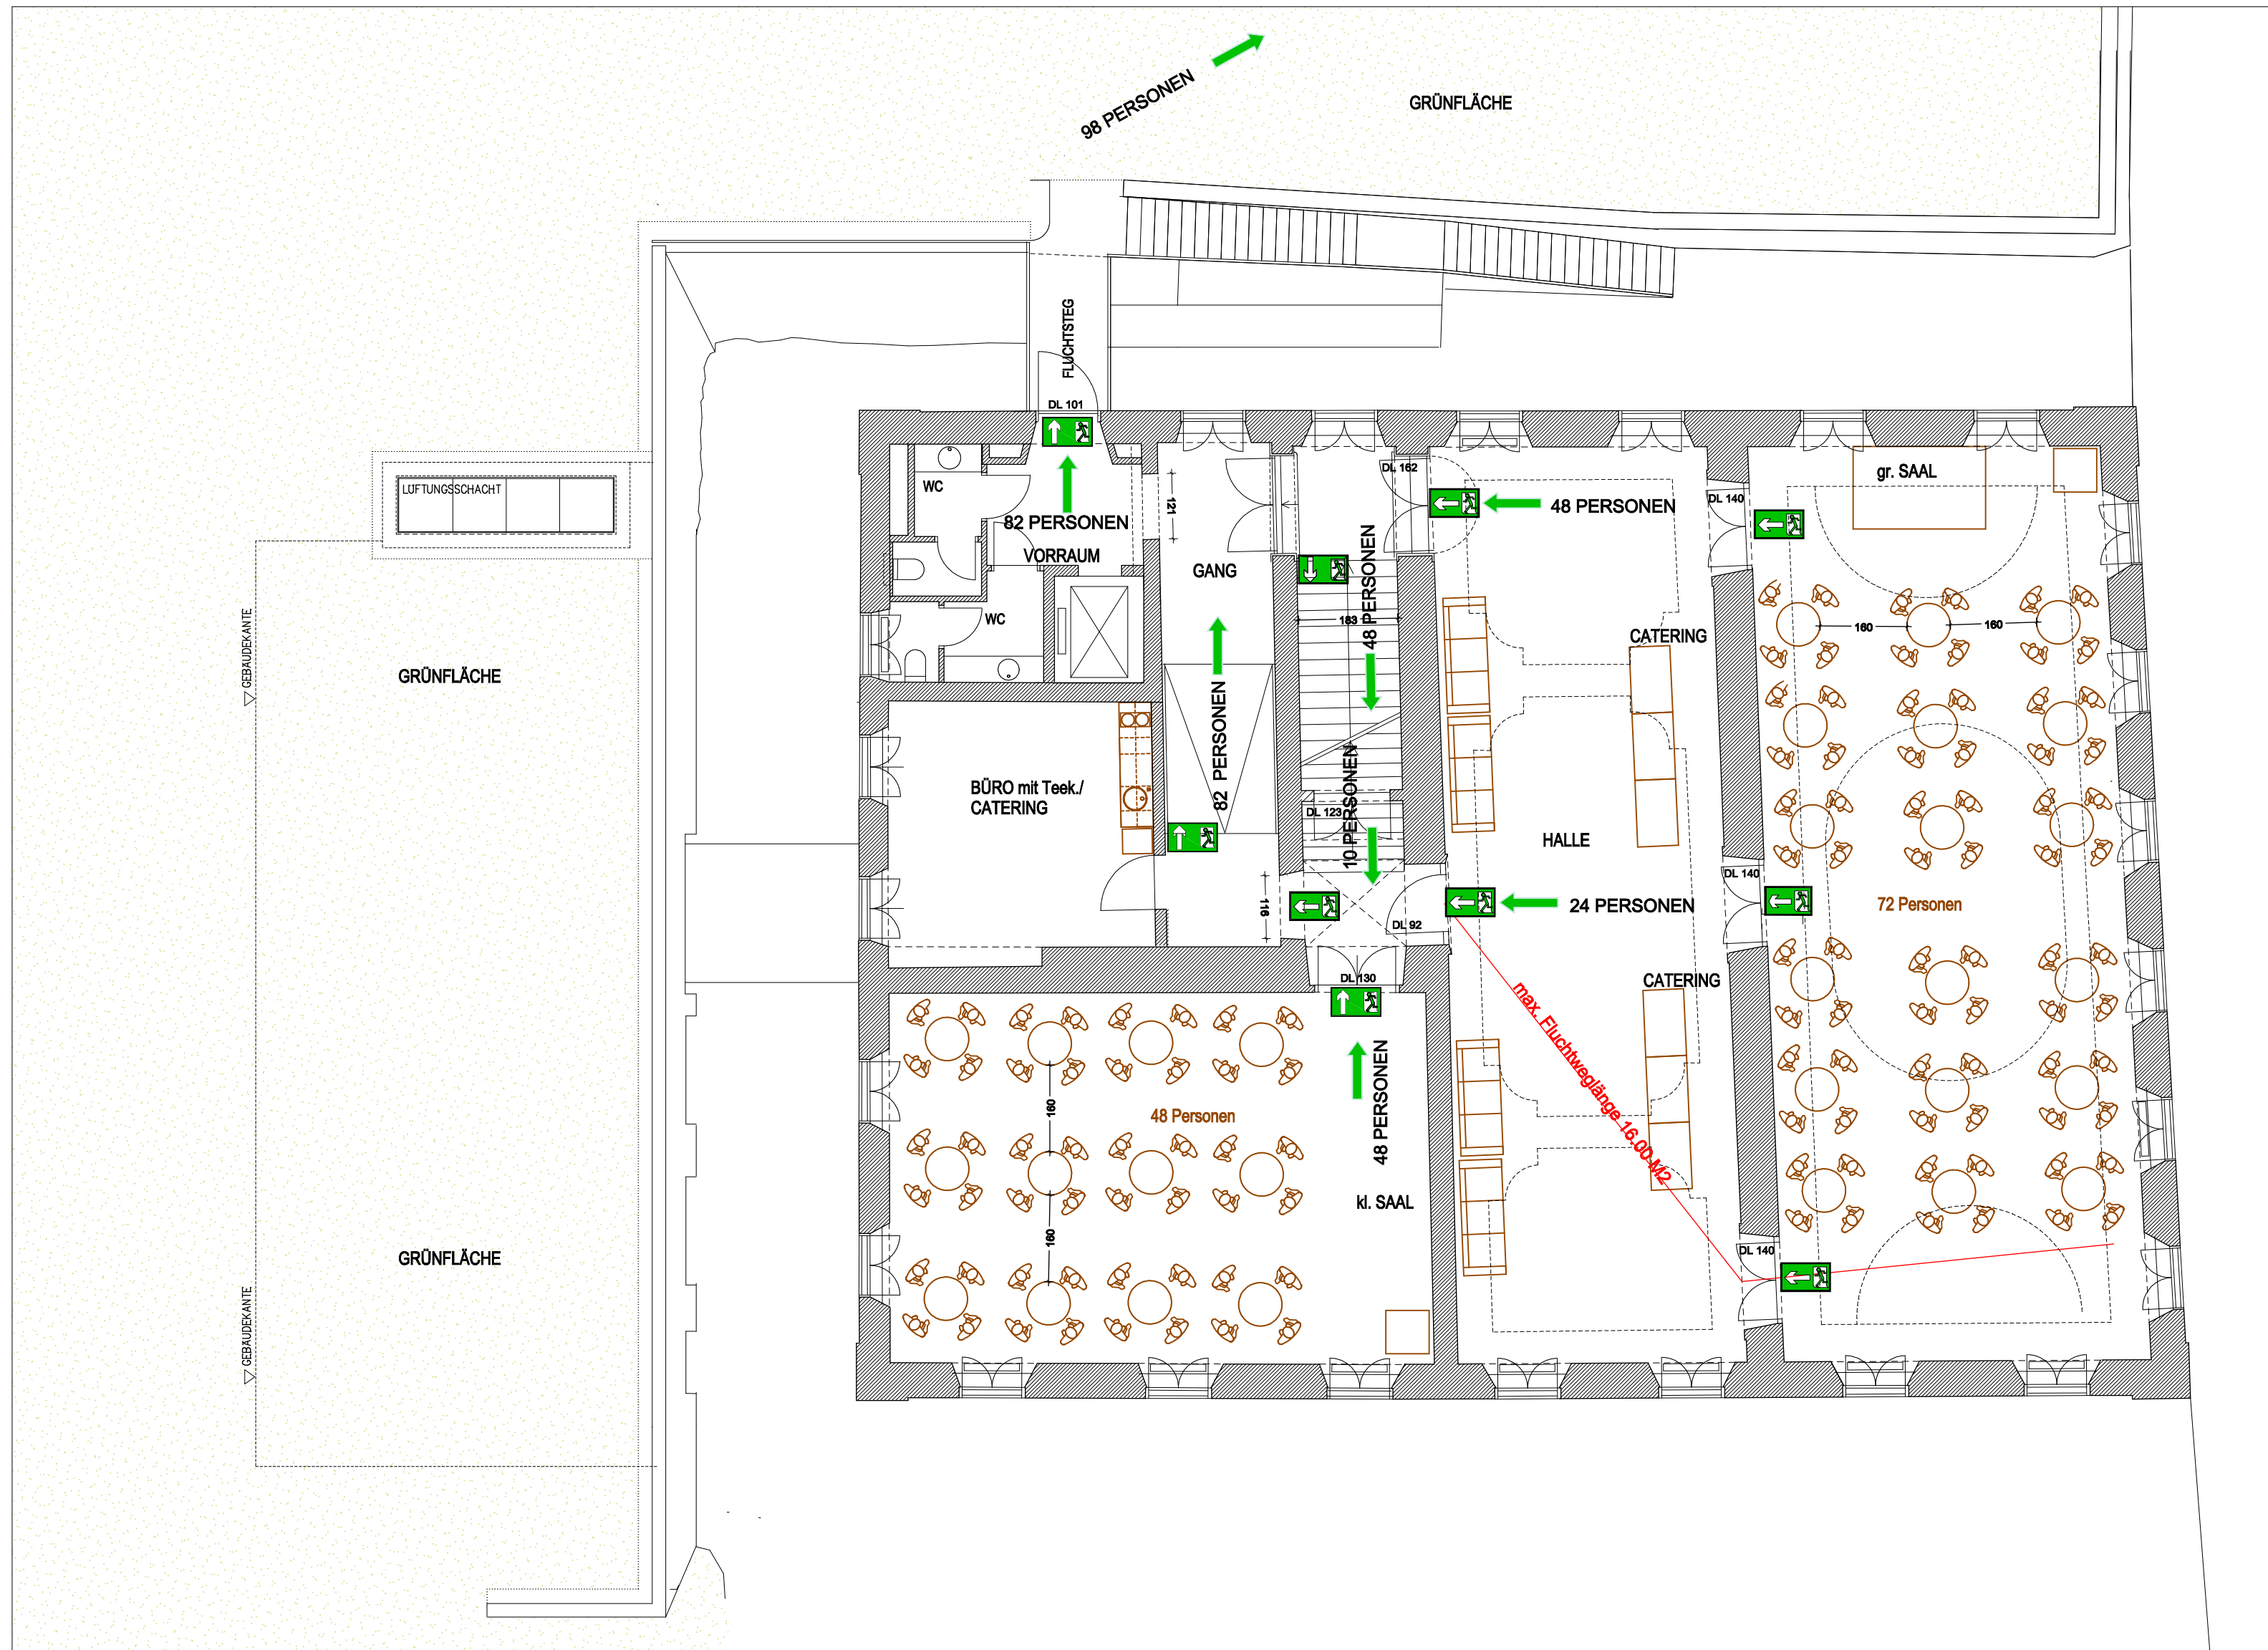 98 PERSONEN
GRÜNFLÄCHE
FLUCHTSTEG
DL 101
DL 162
gr. SAAL
WC
LÜFTUNGSSCHACHT
DL 140
121
48 PERSONEN
82 PERSONEN
VORRAUM
GANG
48 PERSONEN
WC
183
160
160
CATERING
GEBÄUDEKANTE
GRÜNFLÄCHE
82 PERSONEN
BÜRO mit Teek./
CATERING
10 PERSONEN
DL 123
HALLE
DL 140
116
24 PERSONEN
72 Personen
DL 92
DL 130
CATERING
max. Fluchtweglänge 16.00 M2
48 PERSONEN
160
48 Personen
kl. SAAL
160
DL 140
GRÜNFLÄCHE
GEBÄUDEKANTE